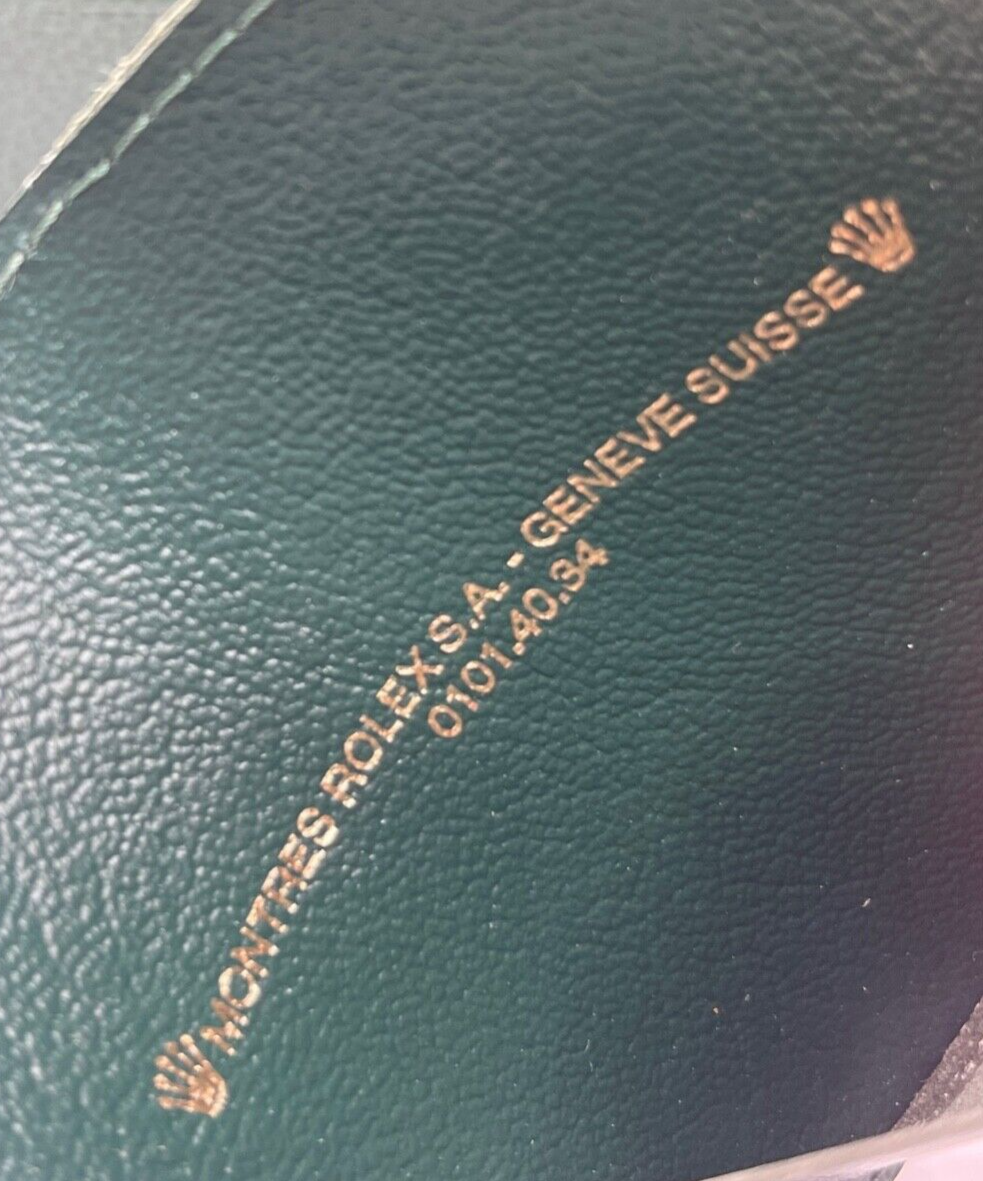 MONTRES ROLEX S.A. - GENEVE SUISSE
0101.40.34